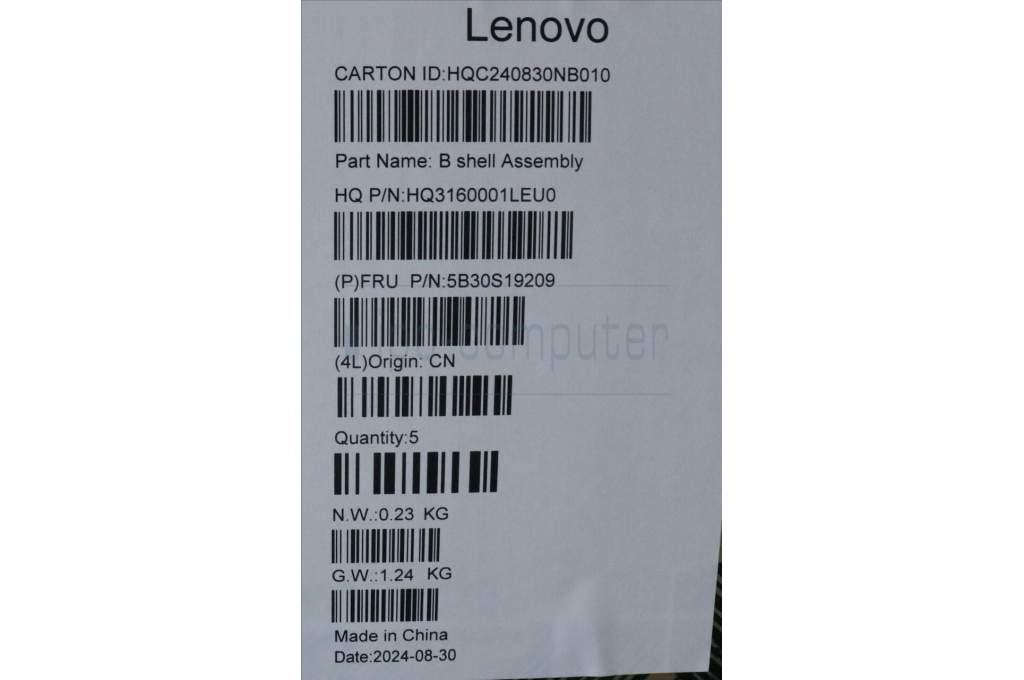 Lenovo
CARTON ID:HQC240830NB010
Part Name: B shell Assembly
HQ P/N:HQ3160001LEU0
(P)FRU P/N:5B30S19209
computer
(4L)Origin: CN
Quantity:5
N.W.:0.23 KG
G.W.:1.24 KG
Made in China
Date:2024-08-30